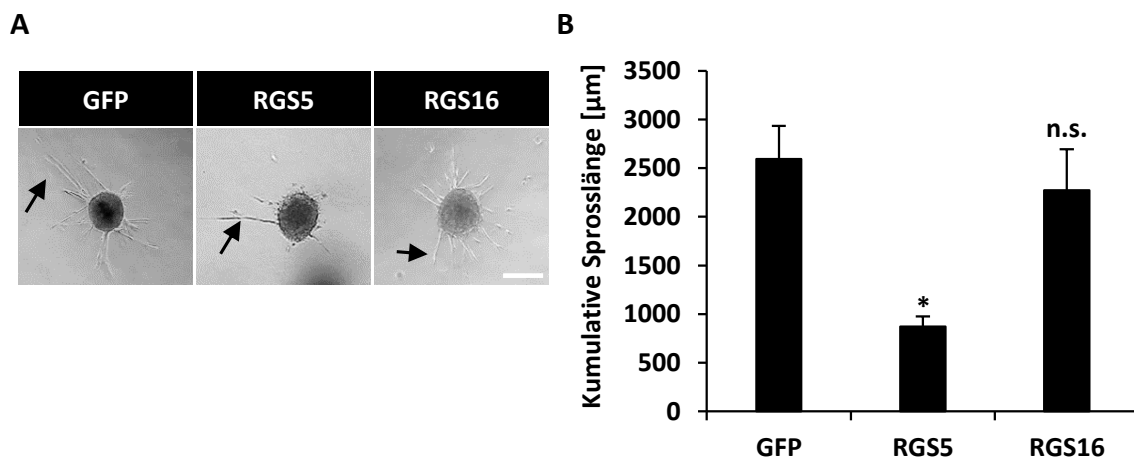 A
GFP RGS5 RGS16
B
Kumulative Sprosslänge [µm]
3500
3000
2500
2000
1500
1000
500
0
*
n.s.
GFP RGS5 RGS16